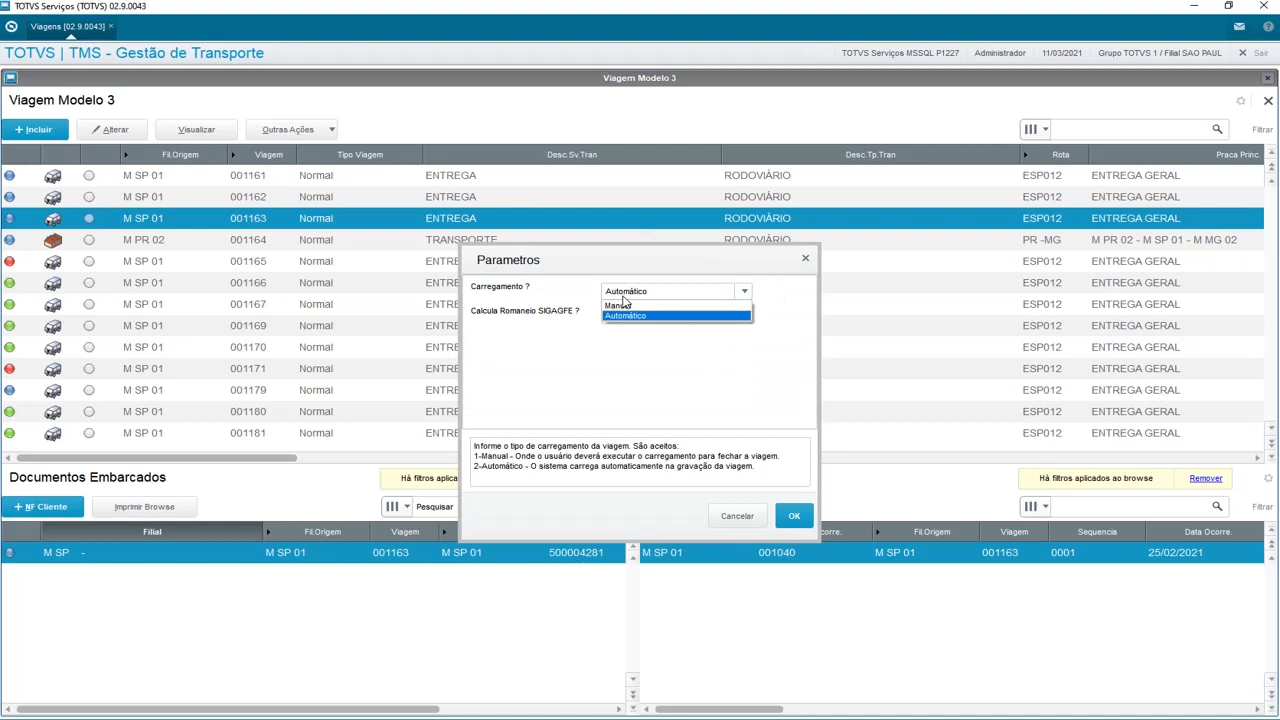 TOTVS Serviços (TOTVS) 02.9.0043
Viagens [02.9.0043] ×
TOTVS | TMS - Gestão de Transporte
TOTVS Serviços MSSQL P1227 Administrador 11/03/2021 Grupo TOTVS 1 / Filial SAO PAUL Sair
Viagem Modelo 3
Viagem Modelo 3
+ Incluir Alterar Visualizar Outras Ações Filtrar
Fil.Origem Viagem Tipo Viagem Desc.Sv.Tran Desc.Tp.Tran Rota Praca Princ.
M SP 01 001161 Normal ENTREGA RODOVIÁRIO ESP012 ENTREGA GERAL
M SP 01 001162 Normal ENTREGA RODOVIÁRIO ESP012 ENTREGA GERAL
M SP 01 001163 Normal ENTREGA RODOVIÁRIO ESP012 ENTREGA GERAL
M PR 02 001164 Normal TRANSPORTE RODOVIÁRIO PR -MG M PR 02 - M SP 01 - M MG 02
M SP 01 001165 Normal ESP012 ENTREGA GERAL
M SP 01 001166 Normal ESP012 ENTREGA GERAL
M SP 01 001167 Normal ESP012 ENTREGA GERAL
M SP 01 001169 Normal ESP012 ENTREGA GERAL
M SP 01 001170 Normal ESP012 ENTREGA GERAL
M SP 01 001171 Normal ESP012 ENTREGA GERAL
M SP 01 001179 Normal ESP012 ENTREGA GERAL
M SP 01 001180 Normal ESP012 ENTREGA GERAL
M SP 01 001181 Normal ESP012 ENTREGA GERAL
Parametros
Carregamento ? Automático
Manual
Automático
Calcula Romaneio SIGAGFE ?
Informe o tipo de carregamento da viagem. São aceitos:
1-Manual - Onde o usuário deverá executar o carregamento para fechar a viagem.
2-Automático - O sistema carrega automaticamente na gravação da viagem.
Cancelar OK
Documentos Embarcados Há filtros aplica Há filtros aplicados ao browse Remover
+ NF Cliente Imprimir Browse Pesquisar Filtrar
Filial Fil.Origem Viagem corre. Fil.Origem Viagem Sequencia Data Ocorre.
M SP - M SP 01 001163 M SP 01 500004281 M SP 01 001040 M SP 01 001163 0001 25/02/2021